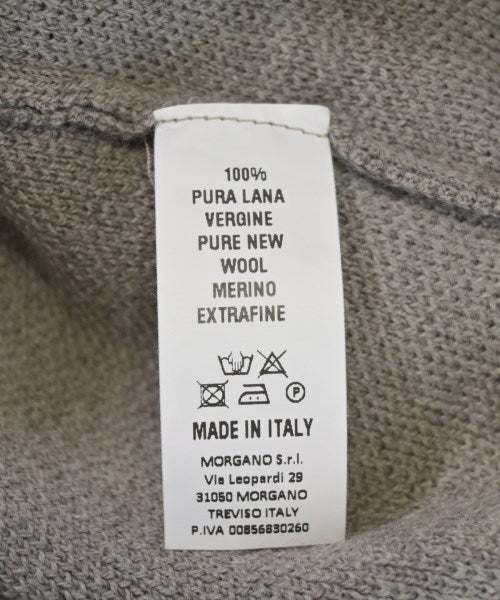 100%
PURA LANA
VERGINE
PURE NEW
WOOL
MERINO
EXTRAFINE
P
MADE IN ITALY
MORGANO S.r.l.
Via Leopardi 29
31050 MORGANO
TREVISO ITALY
P.IVA 00856830260